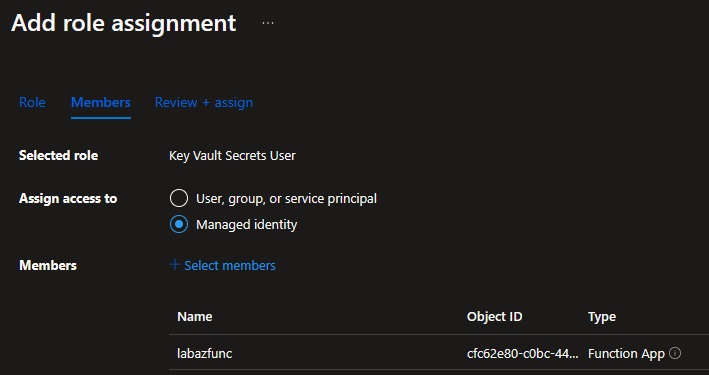 Add role assignment ...
Role Members Review + assign
Selected role Key Vault Secrets User
Assign access to User, group, or service principal
Managed identity
Members + Select members
Name Object ID Type
labazfunc cfc62e80-c0bc-44... Function App